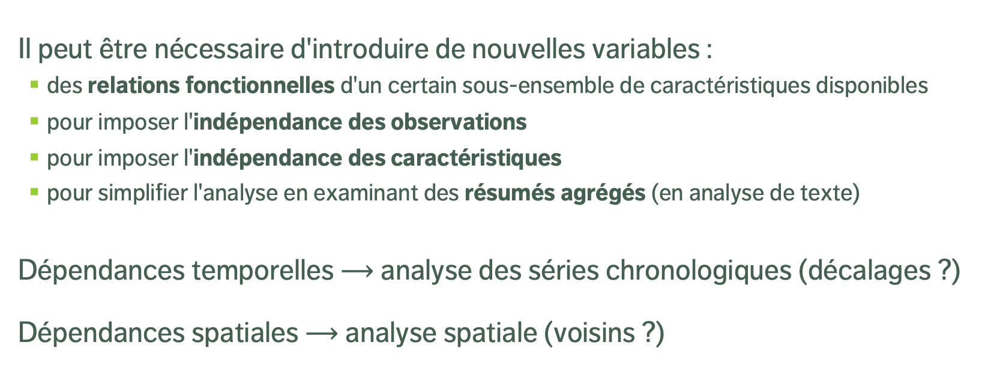 Il peut être nécessaire d'introduire de nouvelles variables :
▪ des relations fonctionnelles d'un certain sous-ensemble de caractéristiques disponibles
▪ pour imposer l'indépendance des observations
▪ pour imposer l'indépendance des caractéristiques
▪ pour simplifier l'analyse en examinant des résumés agrégés (en analyse de texte)
Dépendances temporelles ⟶ analyse des séries chronologiques (décalages ?)
Dépendances spatiales ⟶ analyse spatiale (voisins ?)